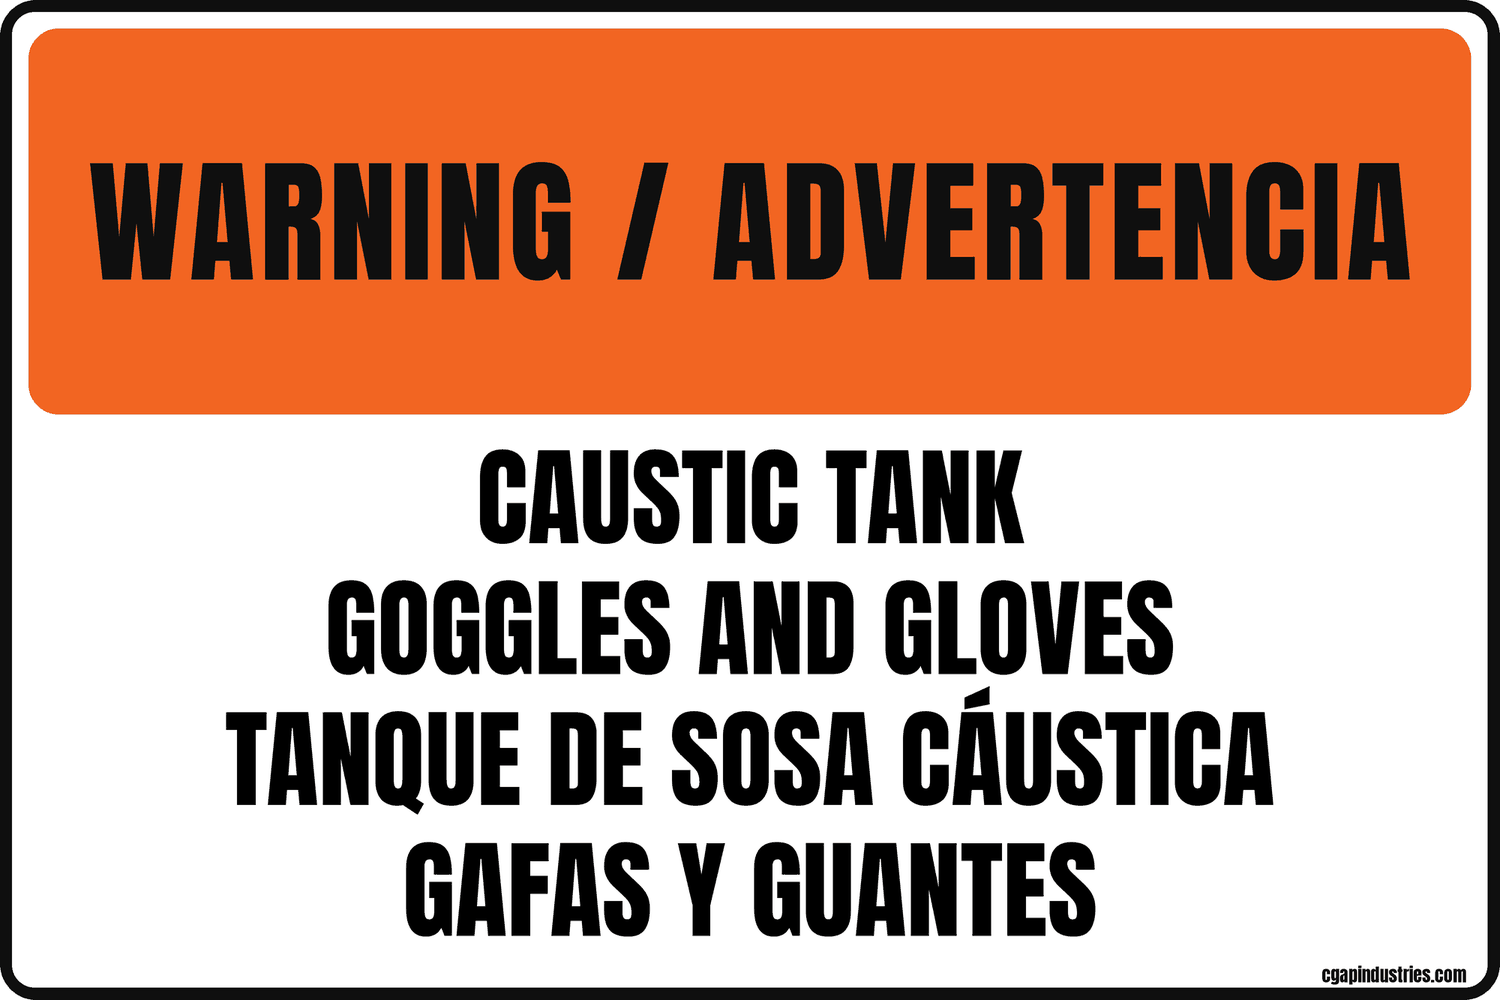 WARNING / ADVERTENCIA
CAUSTIC TANK
GOGGLES AND GLOVES
TANQUE DE SOSA CÁUSTICA
GAFAS Y GUANTES
cgapindustries.com